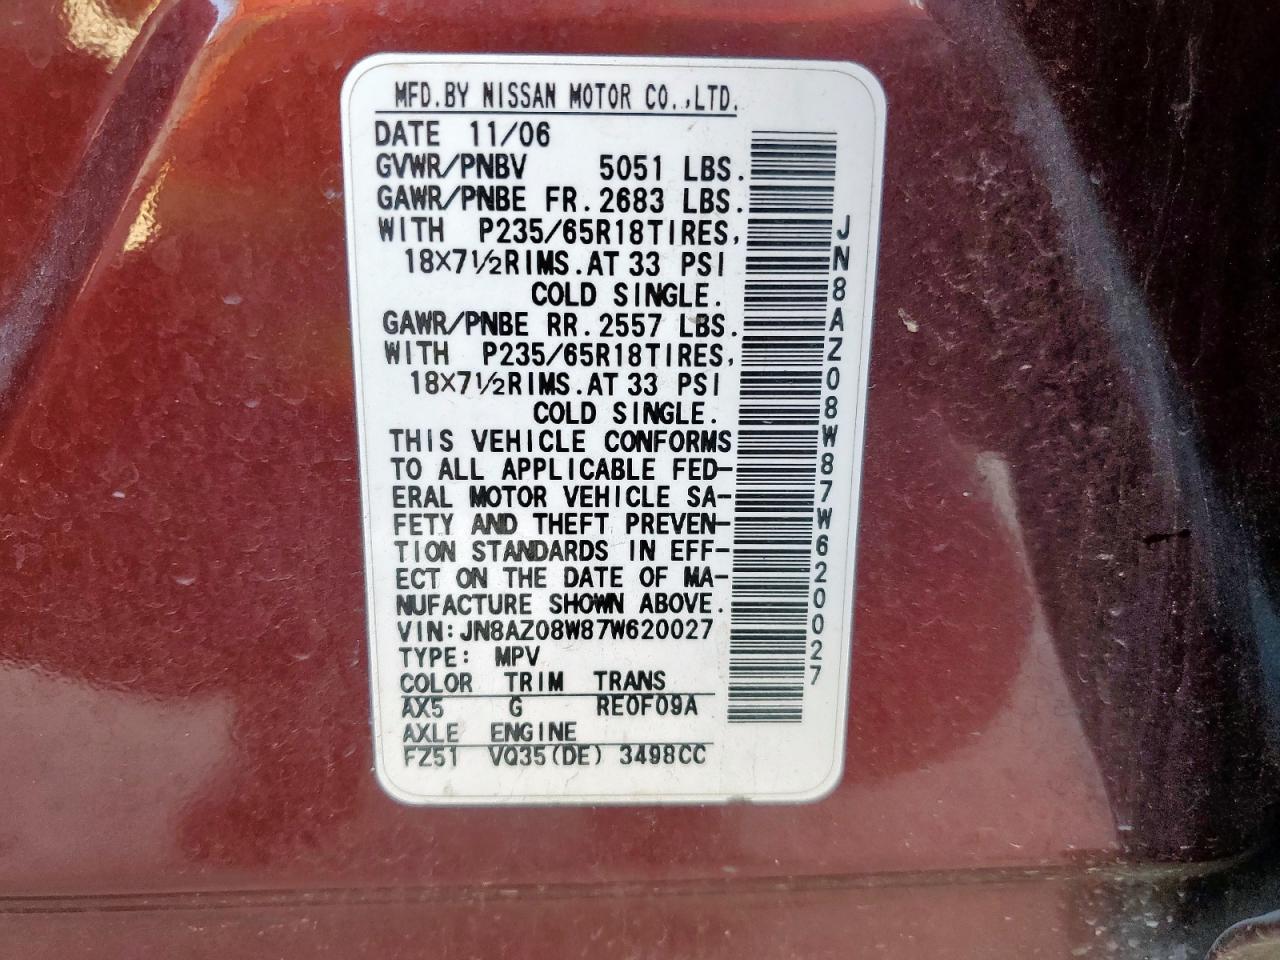 MFD.BY NISSAN MOTOR CO.,LTD.
DATE 11/06
GVWR/PNBV 5051 LBS.
GAWR/PNBE FR.2683 LBS.
WITH P235/65R18TIRES,
18X7½RIMS.AT 33 PSI
COLD SINGLE.
GAWR/PNBE RR.2557 LBS.
WITH P235/65R18TIRES,
18X7½RIMS.AT 33 PSI
COLD SINGLE.
THIS VEHICLE CONFORMS
TO ALL APPLICABLE FED-
ERAL MOTOR VEHICLE SA-
FETY AND THEFT PREVEN-
TION STANDARDS IN EFF-
ECT ON THE DATE OF MA-
NUFACTURE SHOWN ABOVE.
VIN:JN8AZ08W87W620027
TYPE: MPV
COLOR TRIM TRANS
AX5 G RE0F09A
AXLE ENGINE
FZ51 VQ35(DE) 3498CC
JN8AZ08W87W620027